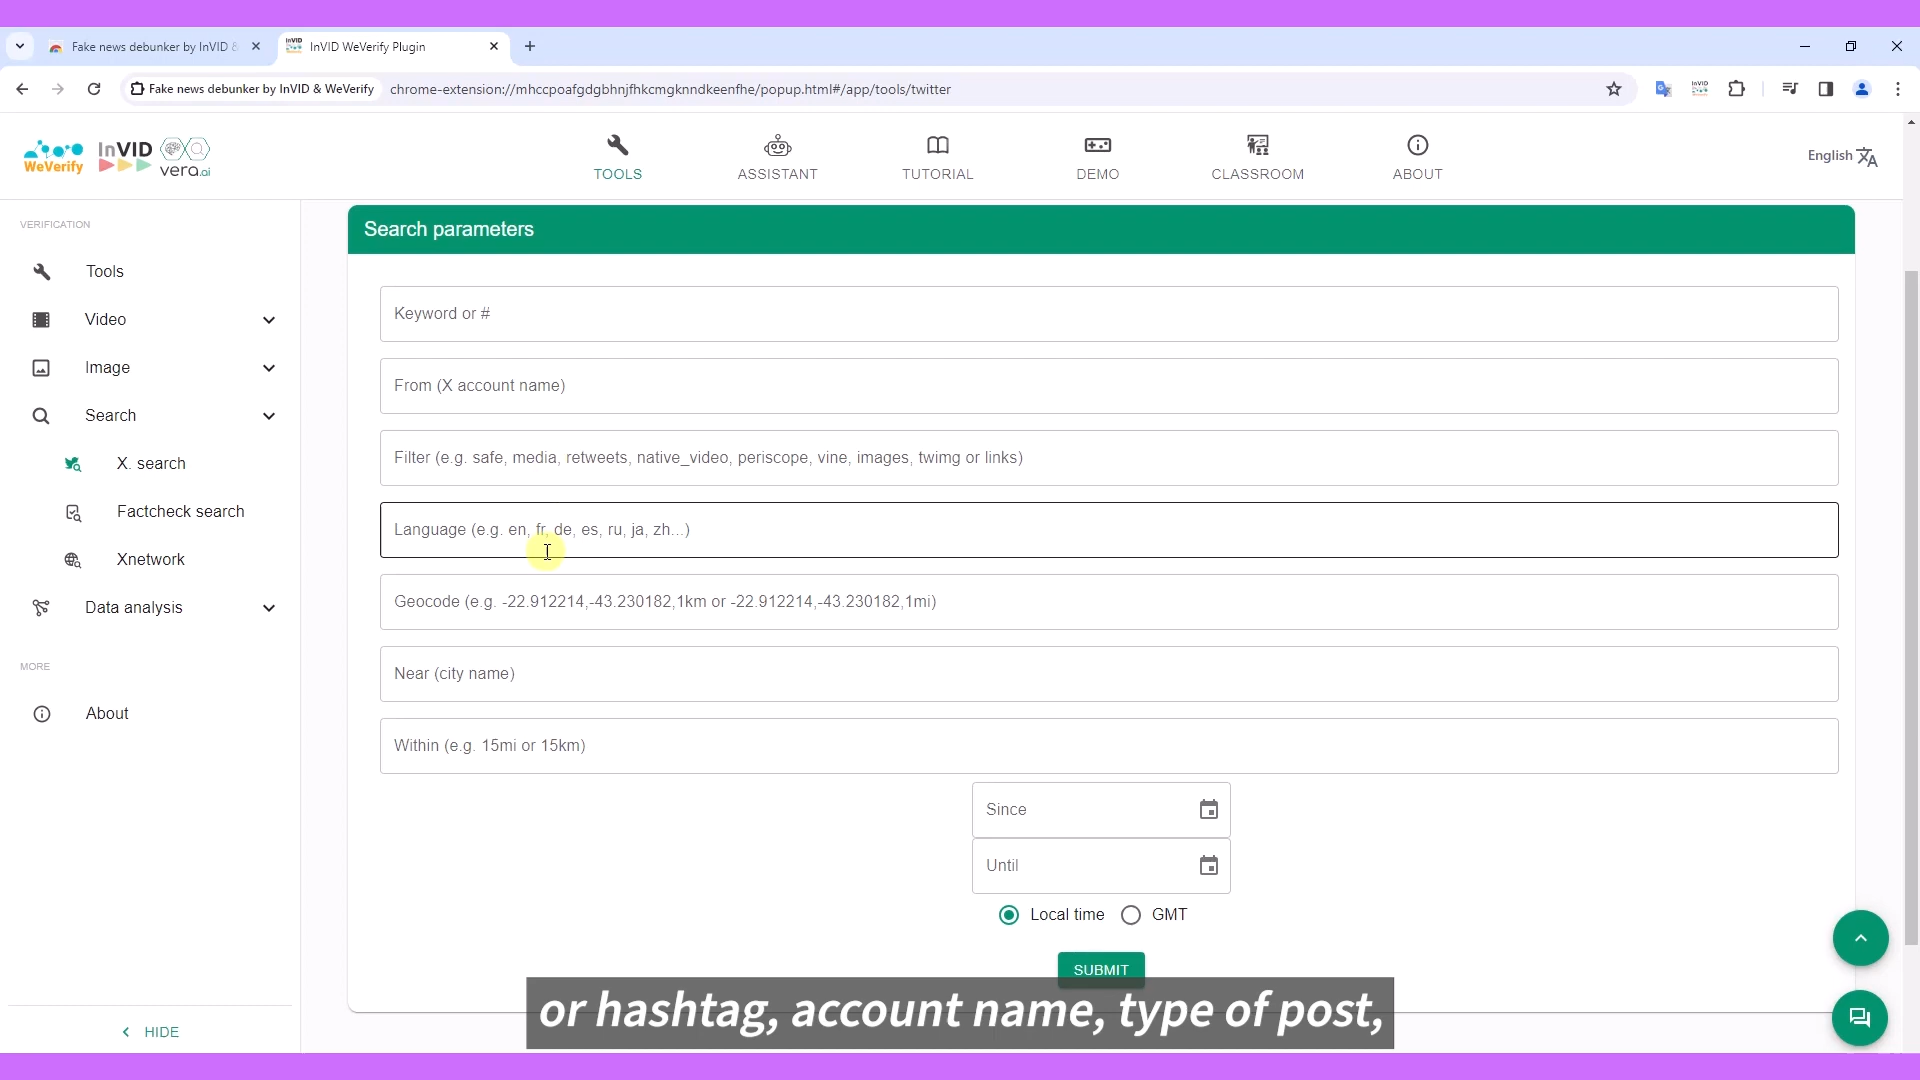 Fake news debunker by InVID &
InVID WeVerify Plugin
Fake news debunker by InVID & WeVerify
chrome-extension://mhccpoafgdgbhnjfhkcmgknndkeenfhe/popup.html#/app/tools/twitter
WeVerify
InVID
vera.ai
TOOLS
ASSISTANT
TUTORIAL
DEMO
CLASSROOM
ABOUT
English
VERIFICATION
Tools
Video
Image
Search
X. search
Factcheck search
Xnetwork
Data analysis
MORE
About
HIDE
Search parameters
Keyword or #
From (X account name)
Filter (e.g. safe, media, retweets, native_video, periscope, vine, images, twimg or links)
Language (e.g. en, fr, de, es, ru, ja, zh...)
Geocode (e.g. -22.912214,-43.230182,1km or -22.912214,-43.230182,1mi)
Near (city name)
Within (e.g. 15mi or 15km)
Since
Until
Local time
GMT
SUBMIT
or hashtag, account name, type of post,